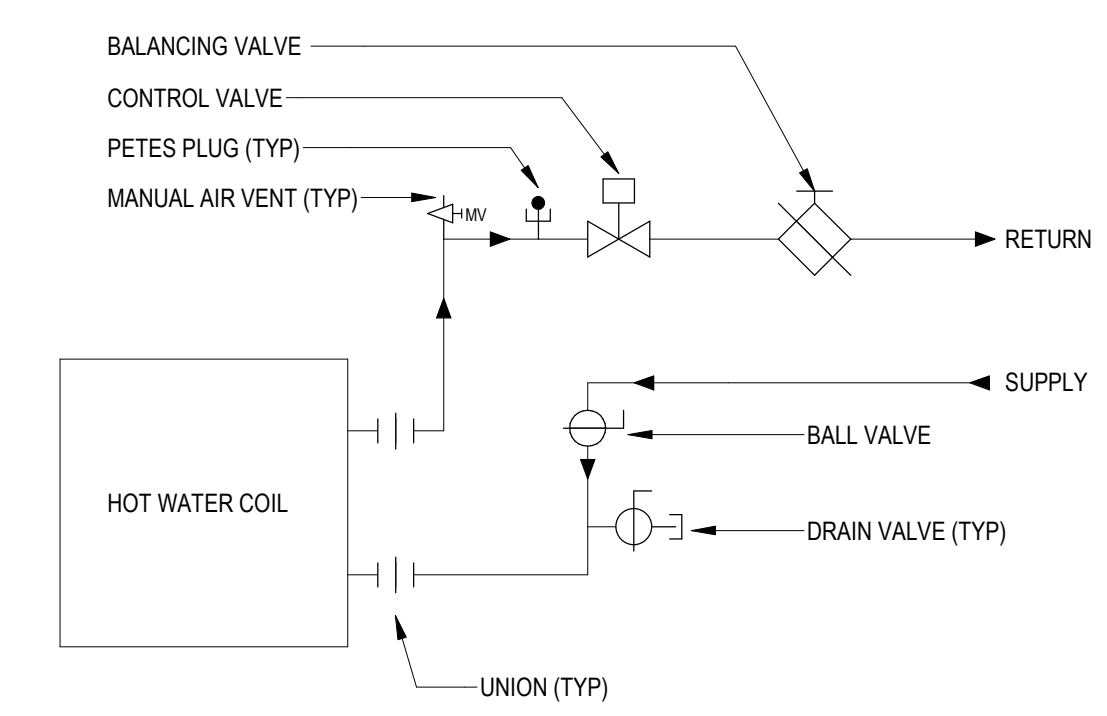 BALANCING VALVE
CONTROL VALVE
PETES PLUG (TYP)
MANUAL AIR VENT (TYP)
MV
RETURN
SUPPLY
BALL VALVE
HOT WATER COIL
DRAIN VALVE (TYP)
UNION (TYP)